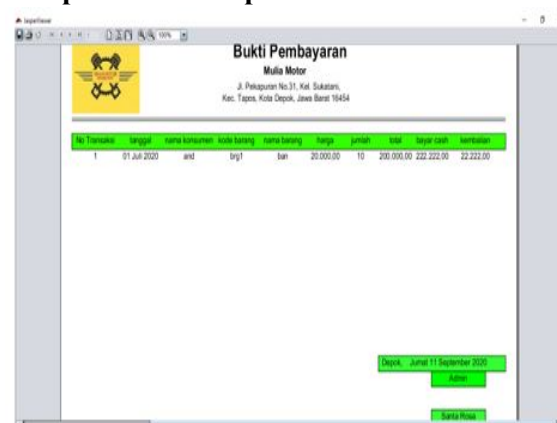 JasperViewer
100%
Bukti Pembayaran
Mulia Motor
Jl. Pekapuran No.31, Kel. Sukatani,
Kec. Tapos, Kota Depok, Jawa Barat 16454
No Transaksi tanggal nama konsumen kode barang nama barang harga jumlah total bayar cash kembalian
1 01 Juli 2020 and brg1 ban 20.000,00 10 200.000,00 222.222,00 22.222,00
Depok, Jumat 11 September 2020
Admin
Santa Rosa